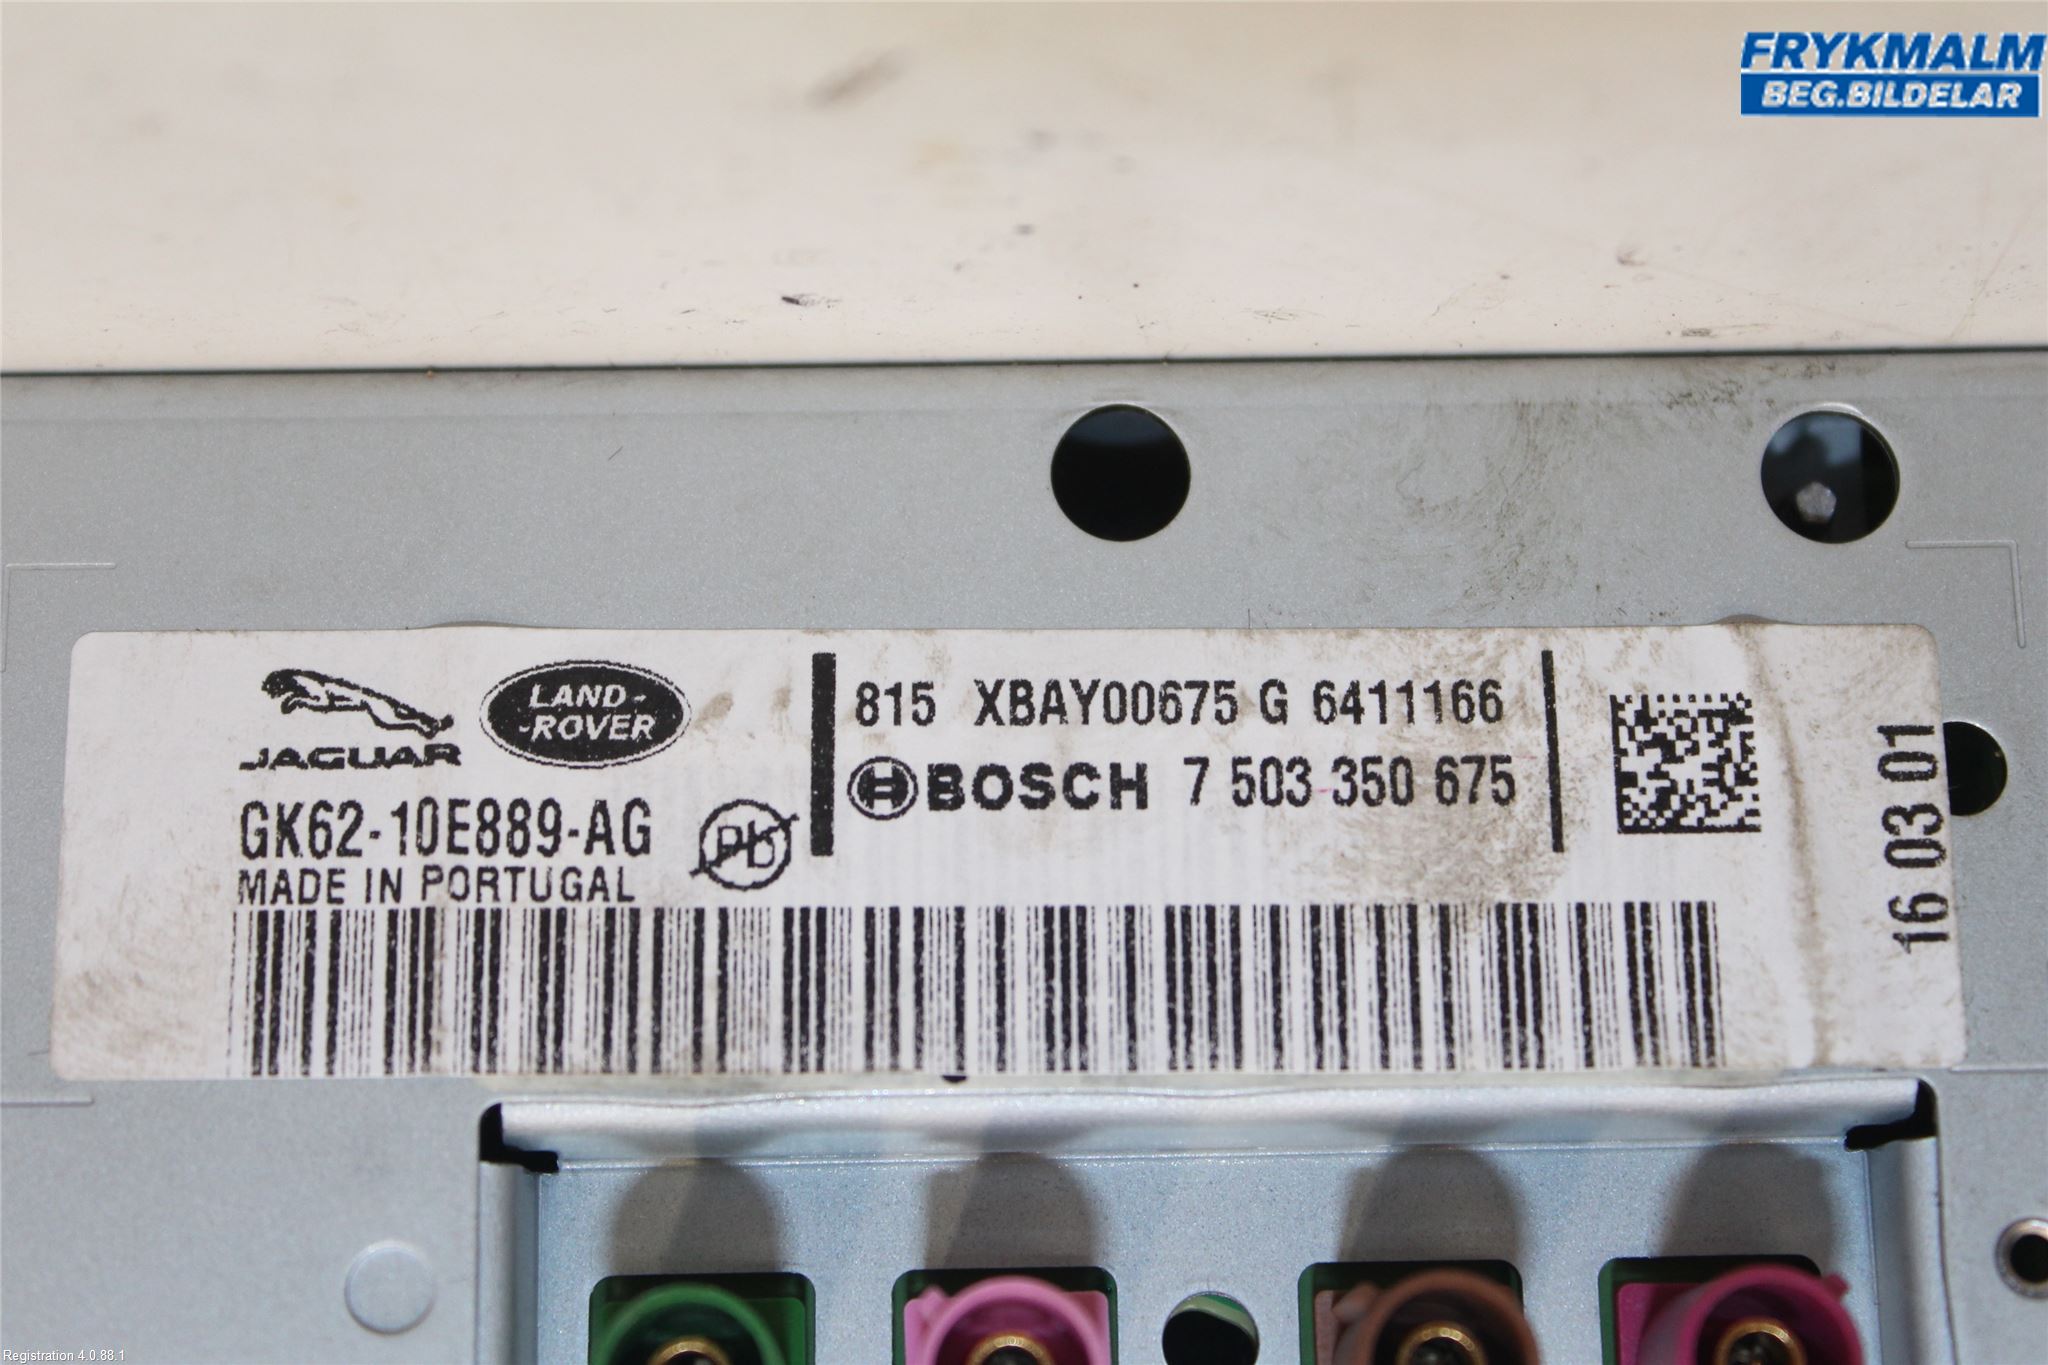 FRYKMALM
BEG.BILDELAR
JAGUAR
LAND-
-ROVER
GK62-10E889-AG
MADE IN PORTUGAL
Pb
815 XBAY00675 G 6411166
BOSCH 7 503 350 675
16 03 01
Registration 4.0.88.1